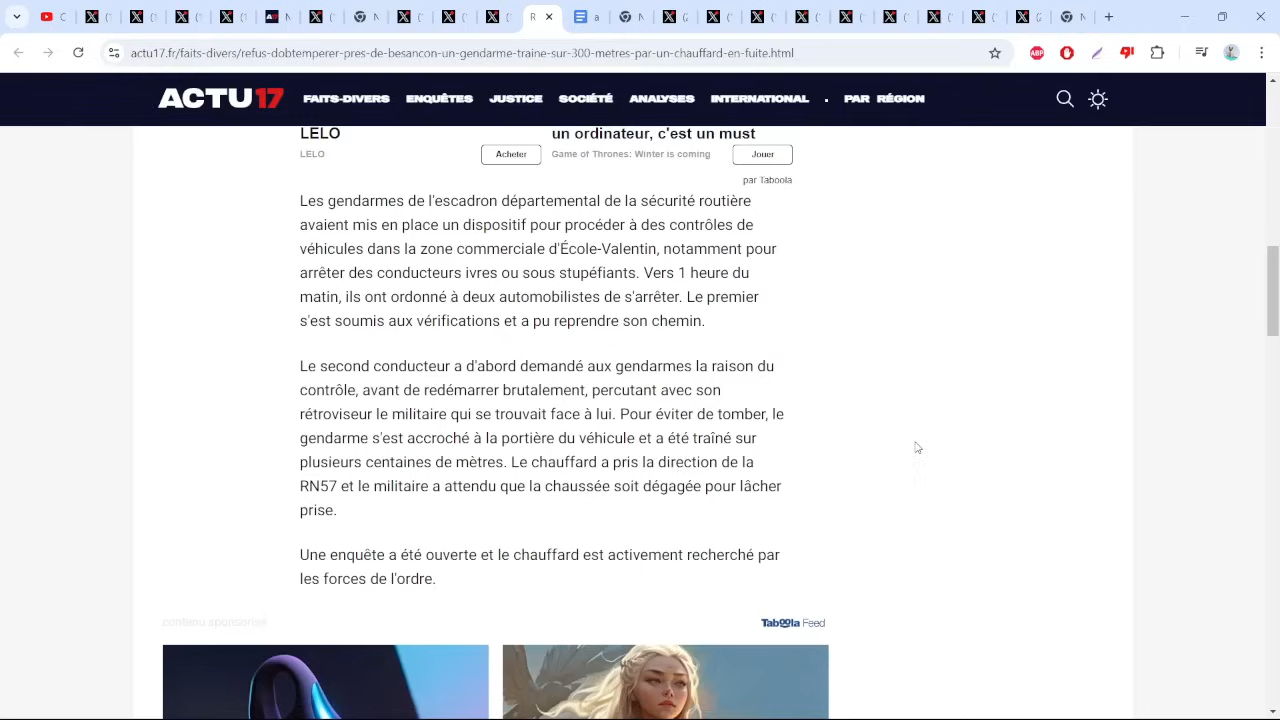 actu17.fr/faits-divers/refus-dobtemperer-pres-de-besancon-un-gendarme-traine-sur-300-metres-par-un-chauffard-en-fuite.html
ACTU17 FAITS-DIVERS ENQUÊTES JUSTICE SOCIÉTÉ ANALYSES INTERNATIONAL · PAR RÉGION
LELO
LELO
Acheter
un ordinateur, c'est un must
Game of Thrones: Winter is coming
Jouer
par Taboola
Les gendarmes de l'escadron départemental de la sécurité routière
avaient mis en place un dispositif pour procéder à des contrôles de
véhicules dans la zone commerciale d'École-Valentin, notamment pour
arrêter des conducteurs ivres ou sous stupéfiants. Vers 1 heure du
matin, ils ont ordonné à deux automobilistes de s'arrêter. Le premier
s'est soumis aux vérifications et a pu reprendre son chemin.
Le second conducteur a d'abord demandé aux gendarmes la raison du
contrôle, avant de redémarrer brutalement, percutant avec son
rétroviseur le militaire qui se trouvait face à lui. Pour éviter de tomber, le
gendarme s'est accroché à la portière du véhicule et a été traîné sur
plusieurs centaines de mètres. Le chauffard a pris la direction de la
RN57 et le militaire a attendu que la chaussée soit dégagée pour lâcher
prise.
Une enquête a été ouverte et le chauffard est activement recherché par
les forces de l'ordre.
contenu sponsorisé
Taboola Feed